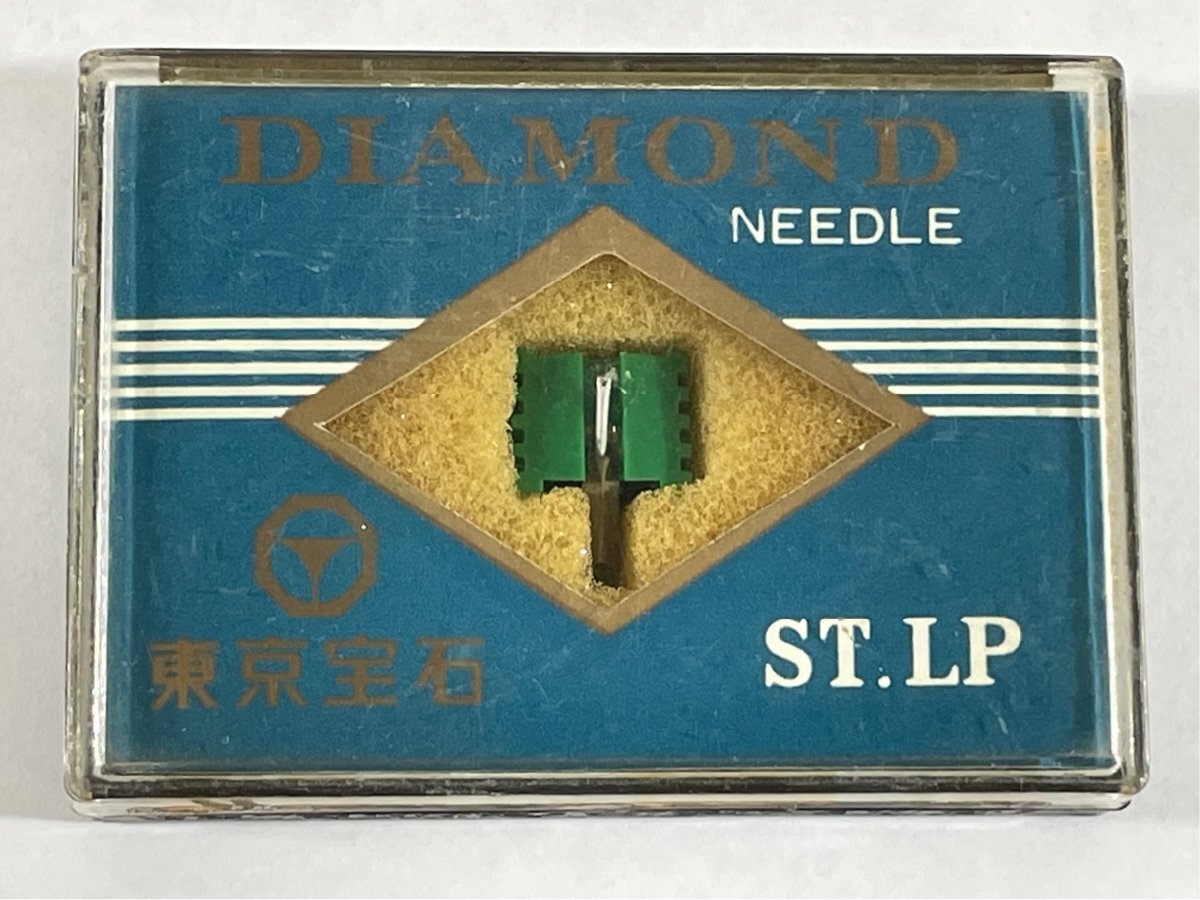 DIAMOND
NEEDLE
東京宝石
ST.LP